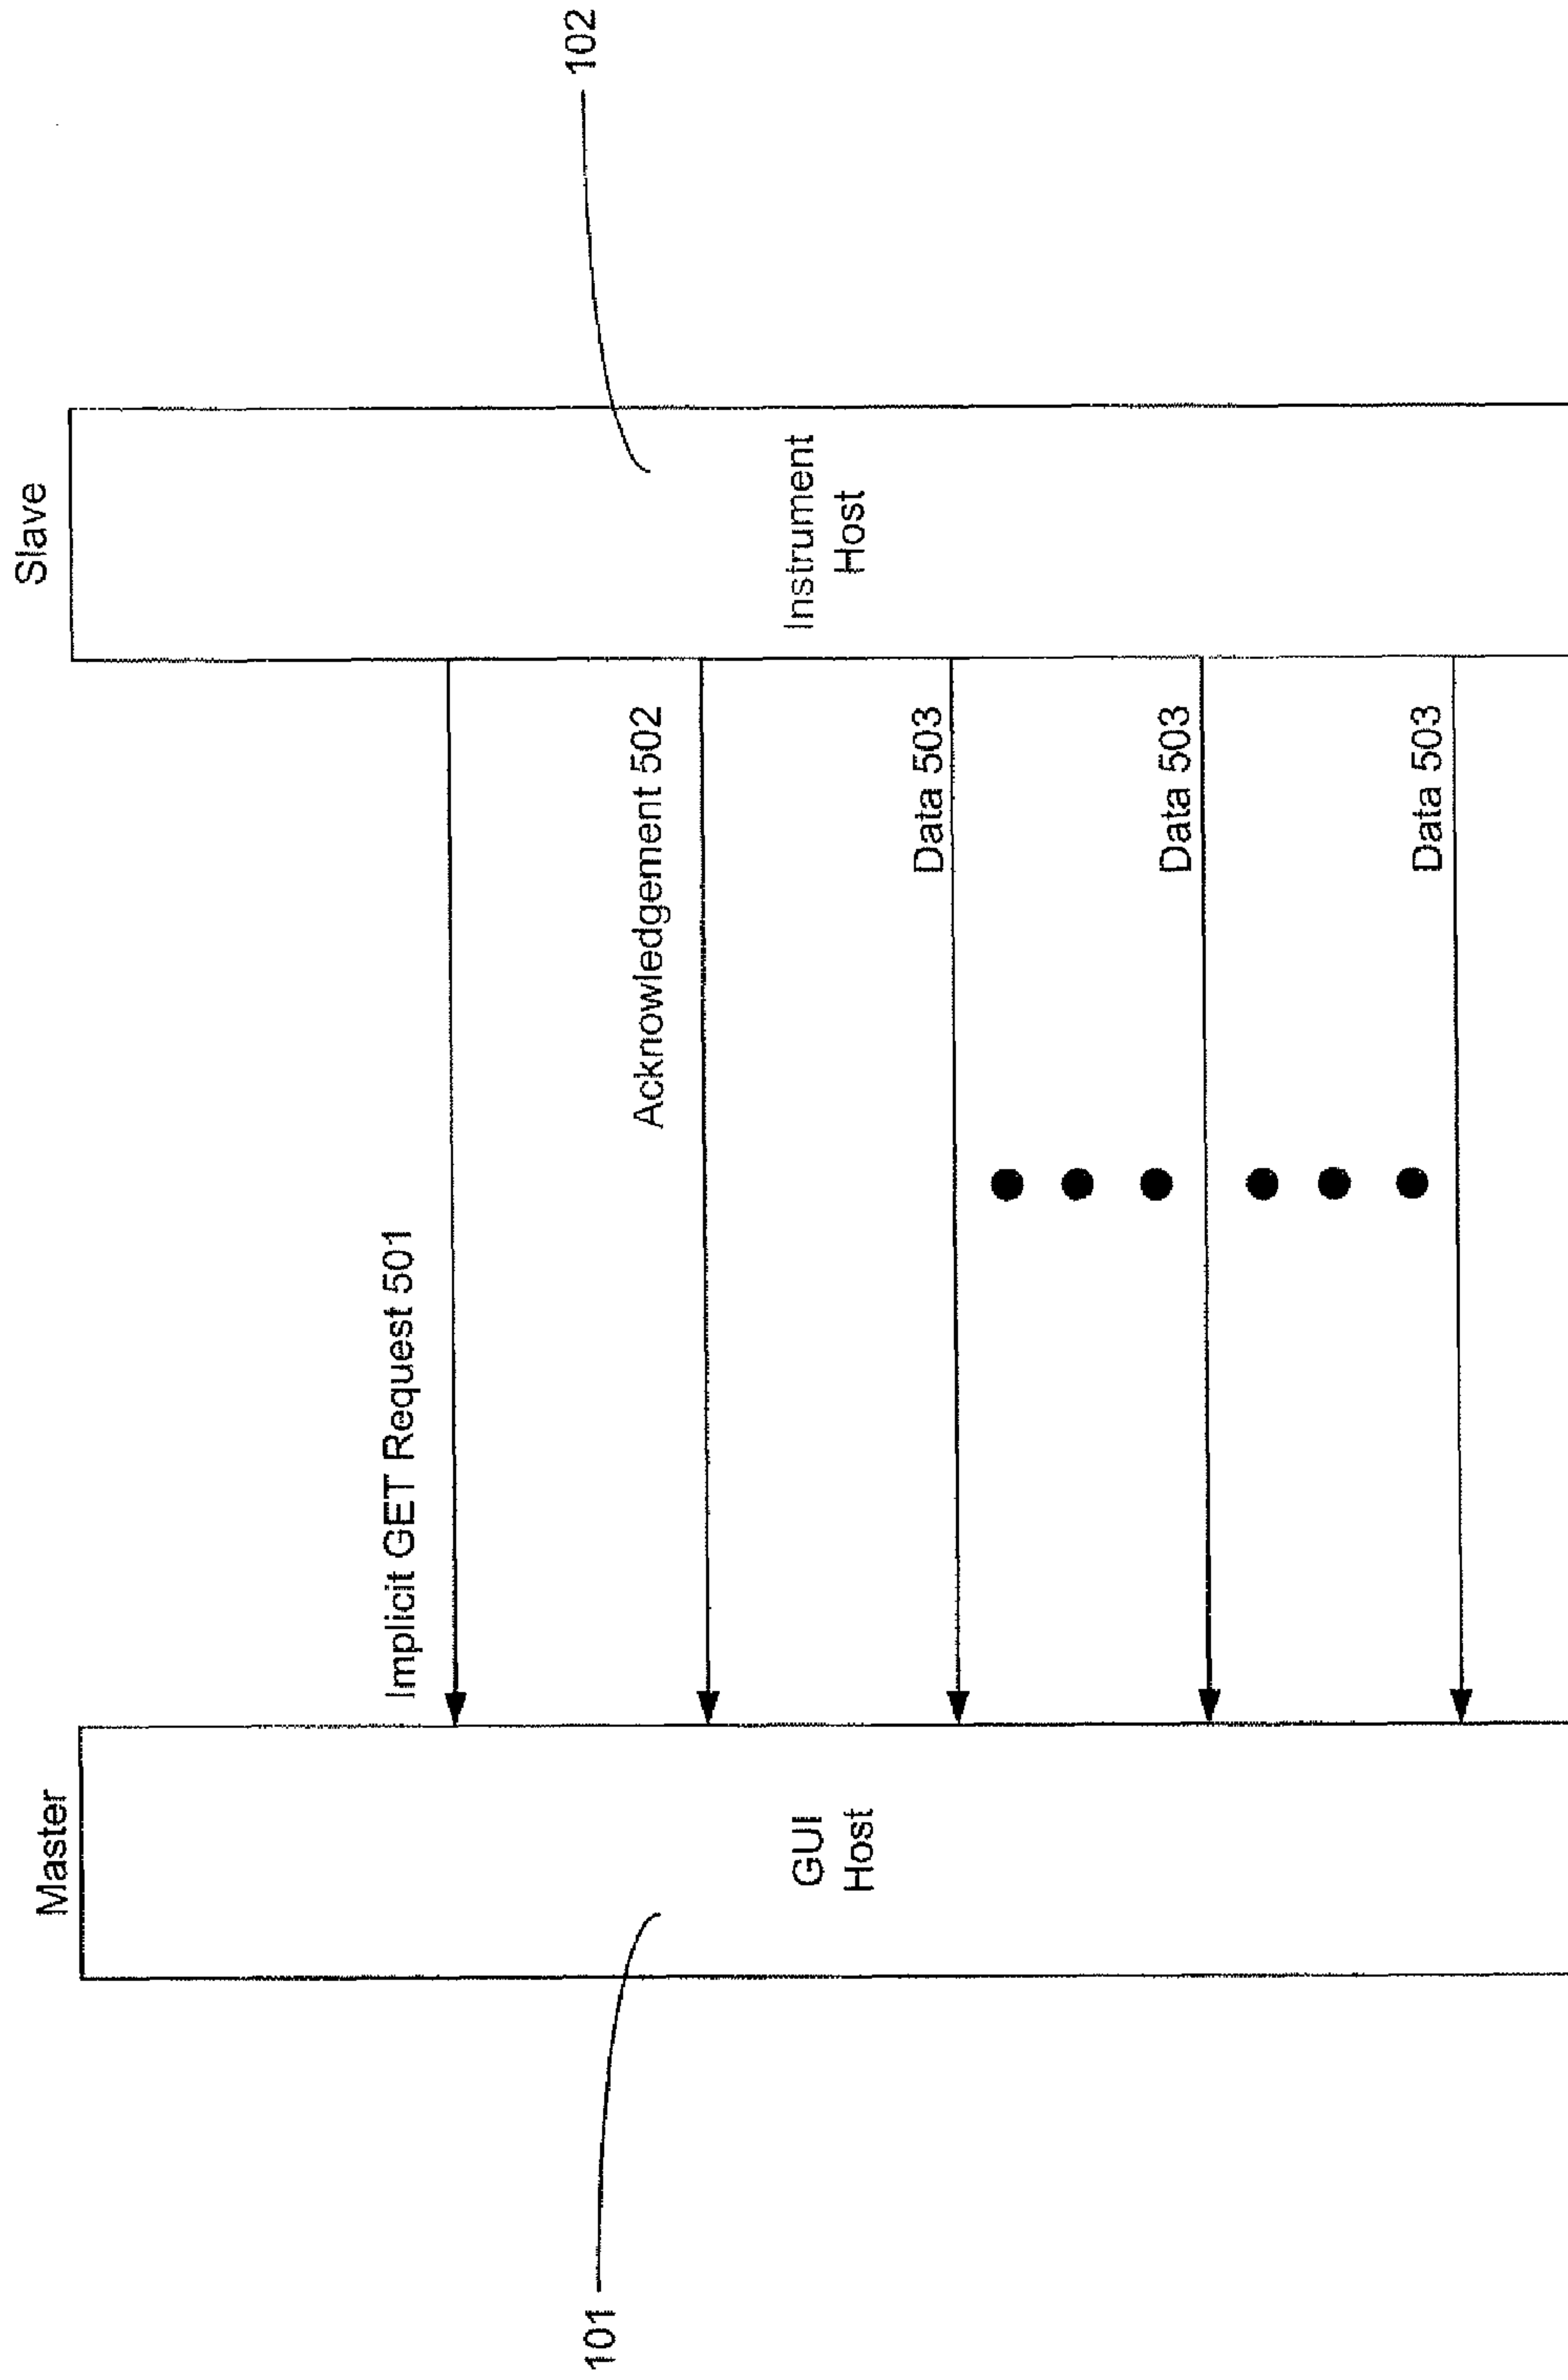 Master
Slave
Implicit GET Request 501
Acknowledgement 502
101
102
GUI
Host
Instrument
Host
Data 503
Data 503
Data 503